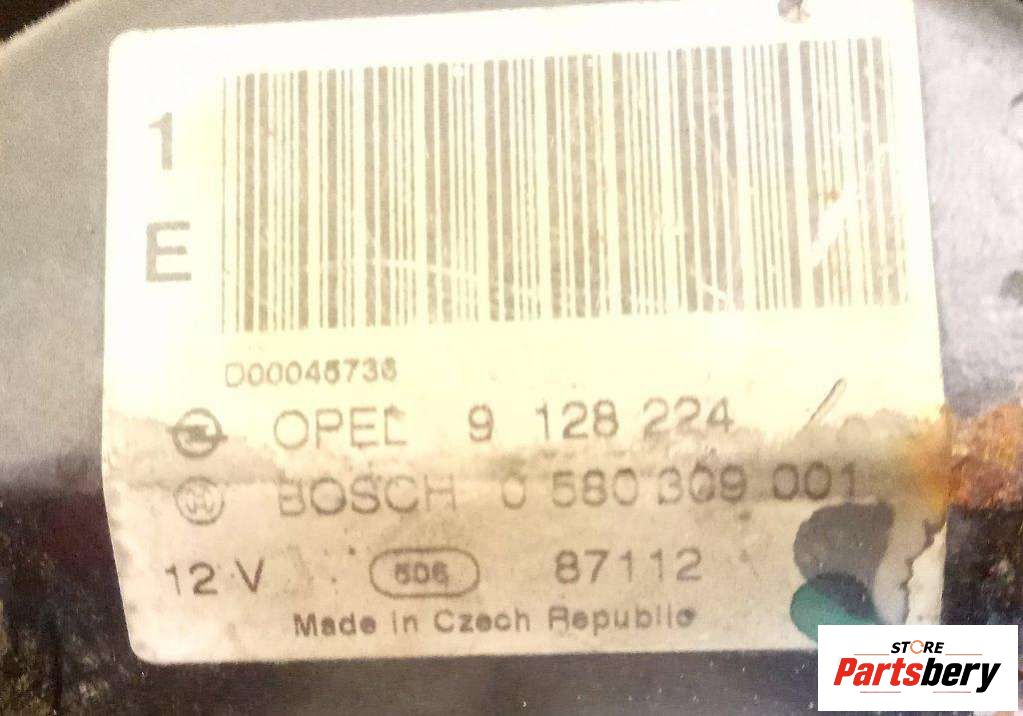 1
E
D00045736
OPEL 9 128 224
BOSCH 0 580 309 001
12 V 506 87112
Made in Czech Republic
STORE
Partsbery